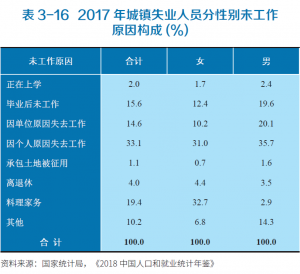 表 3-16 2017 年城镇失业人员分性别未工作
原因构成 (%)
未工作原因 合计 女 男
正在上学 2.0 1.7 2.4
毕业后未工作 15.6 12.4 19.6
因单位原因失去工作 14.6 10.2 20.1
因个人原因失去工作 33.1 31.0 35.7
承包土地被征用 1.1 0.7 1.6
离退休 4.0 4.4 3.5
料理家务 19.4 32.7 2.9
其他 10.2 6.8 14.3
合 计 100.0 100.0 100.0
资料来源：国家统计局，《2018 中国人口和就业统计年鉴》